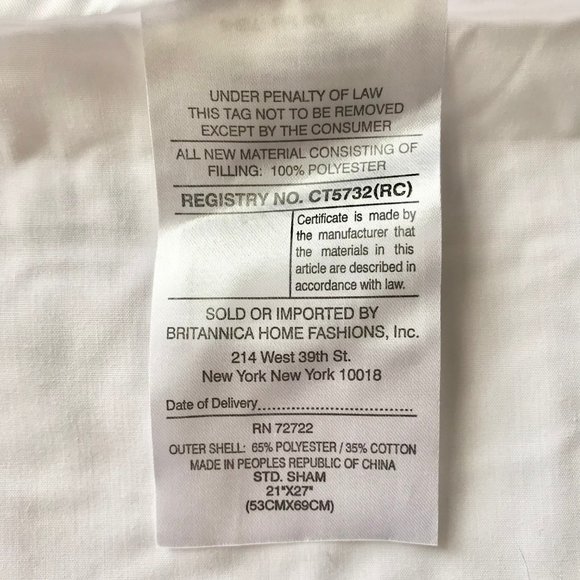 UNDER PENALTY OF LAW
THIS TAG NOT TO BE REMOVED
EXCEPT BY THE CONSUMER
ALL NEW MATERIAL CONSISTING OF
FILLING: 100% POLYESTER
REGISTRY NO. CT5732(RC)
Certificate is made by
the manufacturer that
the materials in this
article are described in
accordance with law.
SOLD OR IMPORTED BY
BRITANNICA HOME FASHIONS, Inc.
214 West 39th St.
New York New York 10018
Date of Delivery........................................
RN 72722
OUTER SHELL: 65% POLYESTER / 35% COTTON
MADE IN PEOPLES REPUBLIC OF CHINA
STD. SHAM
21"X27"
(53CMX69CM)